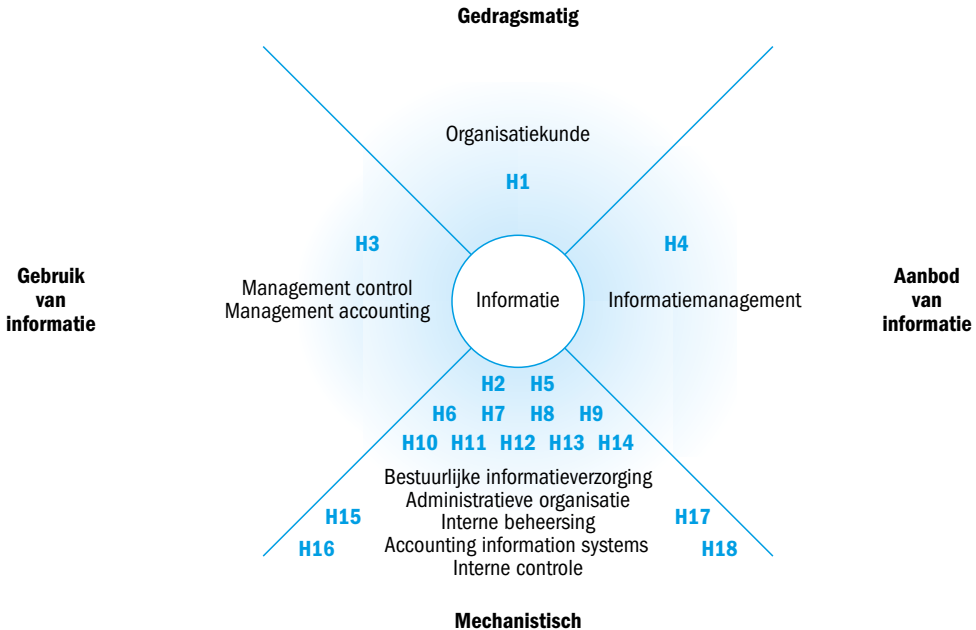 Gedragsmatig
Organisatiekunde
H1
H3
H4
Gebruik
van
informatie
Management control
Management accounting
Informatie
Informatiemanagement
Aanbod
van
informatie
H2 H5
H6 H7 H8 H9
H10 H11 H12 H13 H14
Bestuurlijke informatieverzorging
Administratieve organisatie
Interne beheersing
Accounting information systems
Interne controle
H15
H16
H17
H18
Mechanistisch